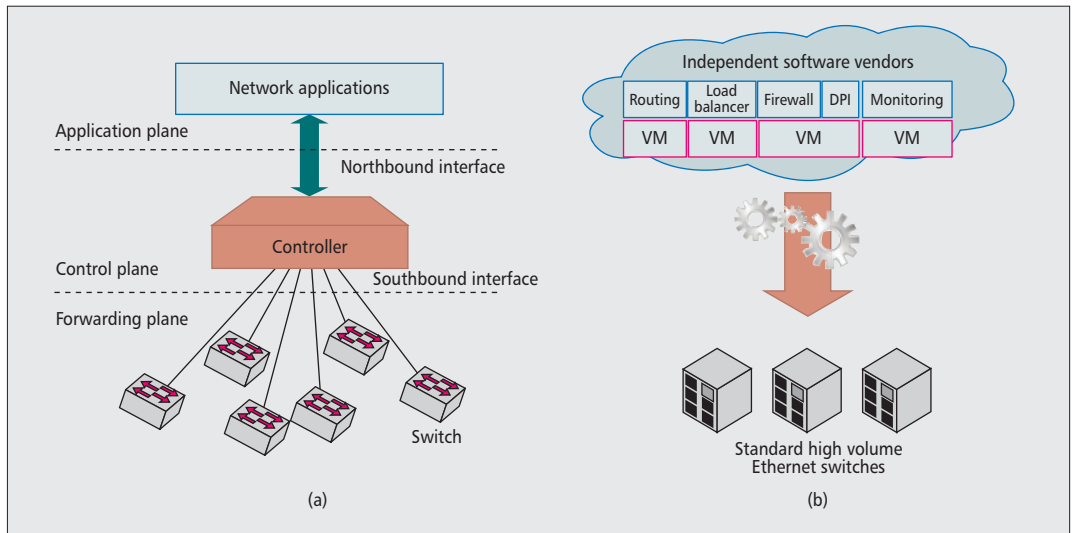 Network applications
Application plane
Northbound interface
Controller
Control plane
Southbound interface
Forwarding plane
Switch
(a)
Independent software vendors
Routing
Load
balancer
Firewall
DPI
Monitoring
VM
VM
VM
VM
Standard high volume
Ethernet switches
(b)